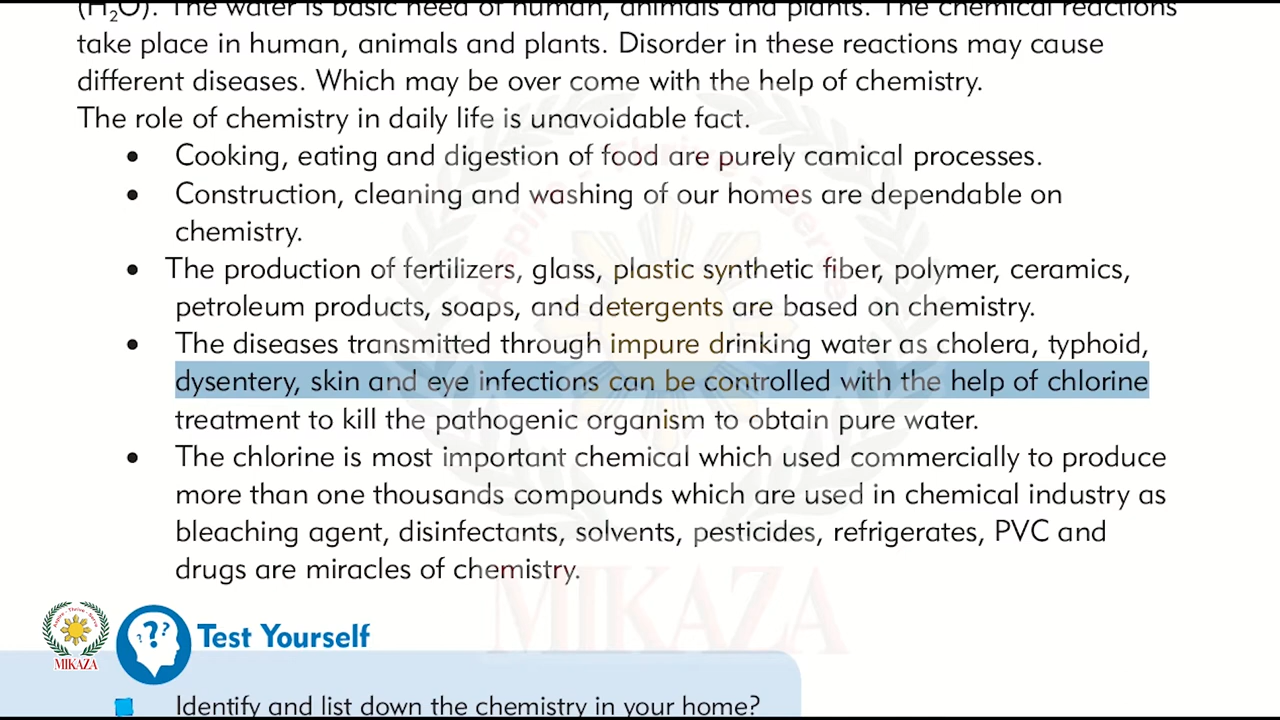 (H₂O). The water is basic need of human, animals and plants. The chemical reactions
take place in human, animals and plants. Disorder in these reactions may cause
different diseases. Which may be over come with the help of chemistry.
The role of chemistry in daily life is unavoidable fact.
• Cooking, eating and digestion of food are purely camical processes.
• Construction, cleaning and washing of our homes are dependable on
chemistry.
• The production of fertilizers, glass, plastic synthetic fiber, polymer, ceramics,
petroleum products, soaps, and detergents are based on chemistry.
• The diseases transmitted through impure drinking water as cholera, typhoid,
dysentery, skin and eye infections can be controlled with the help of chlorine
treatment to kill the pathogenic organism to obtain pure water.
• The chlorine is most important chemical which used commercially to produce
more than one thousands compounds which are used in chemical industry as
bleaching agent, disinfectants, solvents, pesticides, refrigerates, PVC and
drugs are miracles of chemistry.
Aspire - Thrive - Serve
MIKAZA
Aspire - Thrive - Serve
MIKAZA
???
Test Yourself
Identify and list down the chemistry in your home?